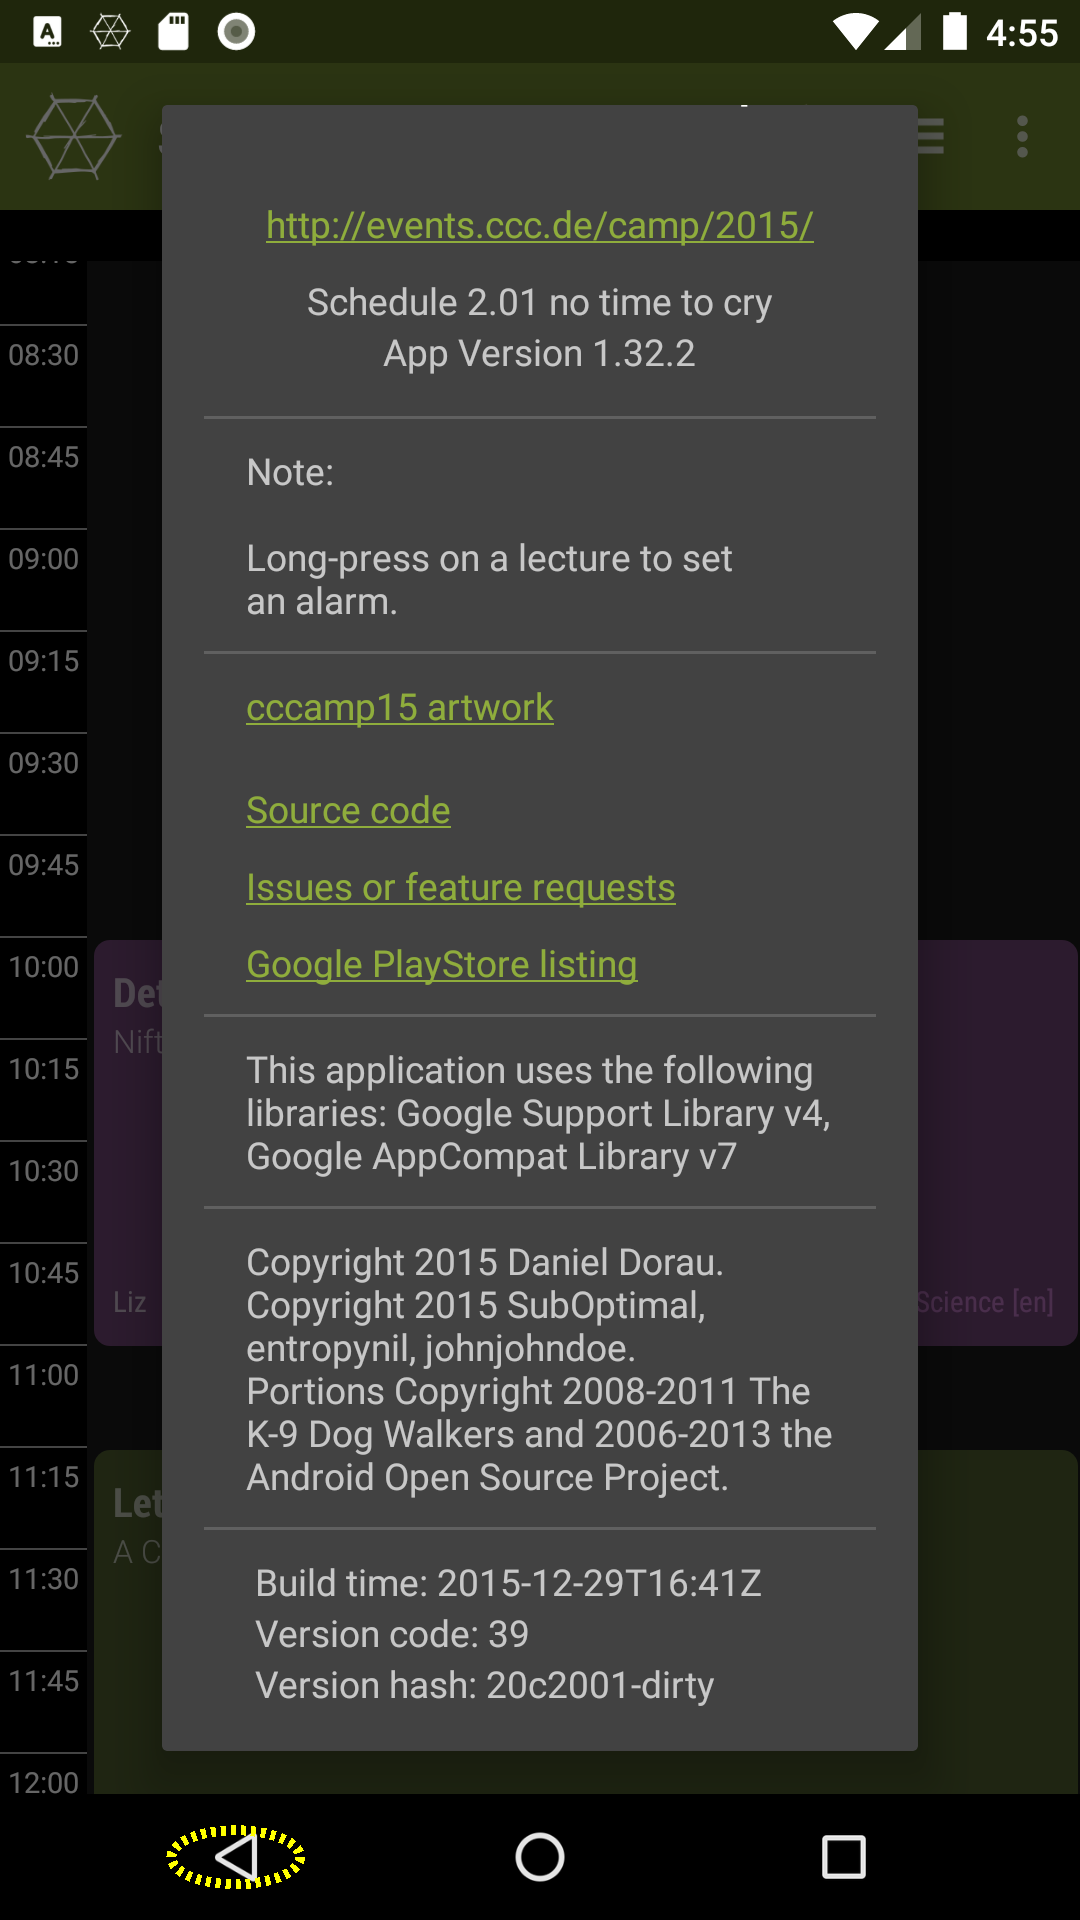 4:55
http://events.ccc.de/camp/2015/
Schedule 2.01 no time to cry
App Version 1.32.2
Note:
Long-press on a lecture to set
an alarm.
cccamp15 artwork
Source code
Issues or feature requests
Google PlayStore listing
This application uses the following
libraries: Google Support Library v4,
Google AppCompat Library v7
Copyright 2015 Daniel Dorau.
Copyright 2015 SubOptimal,
entropynil, johnjohndoe.
Portions Copyright 2008-2011 The
K-9 Dog Walkers and 2006-2013 the
Android Open Source Project.
Build time: 2015-12-29T16:41Z
Version code: 39
Version hash: 20c2001-dirty
08:30
08:45
09:00
09:15
09:30
09:45
10:00
10:15
10:30
10:45
11:00
11:15
11:30
11:45
12:00
Liz
Science [en]
A C